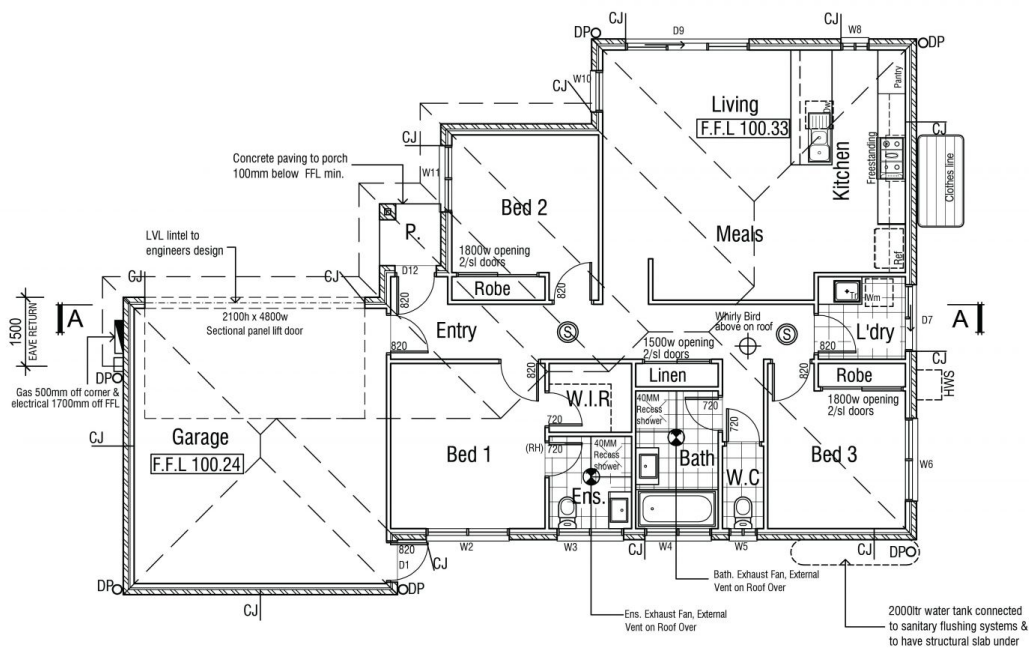 CJ
D9
CJ
W8
DP
DP
W10
CJ
Living
F.F.L 100.33
Dw
Pantry
CJ
Kitchen
Freestanding
Clothes line
Concrete paving to porch
100mm below FFL min.
CJ
W11
Bed 2
P.
Meals
Ref
LVL lintel to
engineers design
1800w opening
2/sl doors
D12
820
Robe
820
CJ
CJ
2100h x 4800w
Sectional panel lift door
1500
EAVE RETURN
A
Entry
S
Whirly Bird
above on roof
S
Wm
L'dry
D7
A
820
820
1500w opening
2/sl doors
820
Linen
820
Robe
1800w opening
2/sl doors
CJ
HWS
DP
Gas 500mm off corner &
electrical 1700mm off FFL
CJ
Garage
F.F.L 100.24
W.I.R
720
40MM
Recess
shower
720
720
Bed 1
(RH)
720
40MM
Recess
shower
Ens.
Bath
W.C
Bed 3
W6
820
D1
CJ
W2
W3
CJ
W4
W5
CJ
DP
DP
CJ
DP
Bath. Exhaust Fan, External
Vent on Roof Over
Ens. Exhaust Fan, External
Vent on Roof Over
2000ltr water tank connected
to sanitary flushing systems &
to have structural slab under